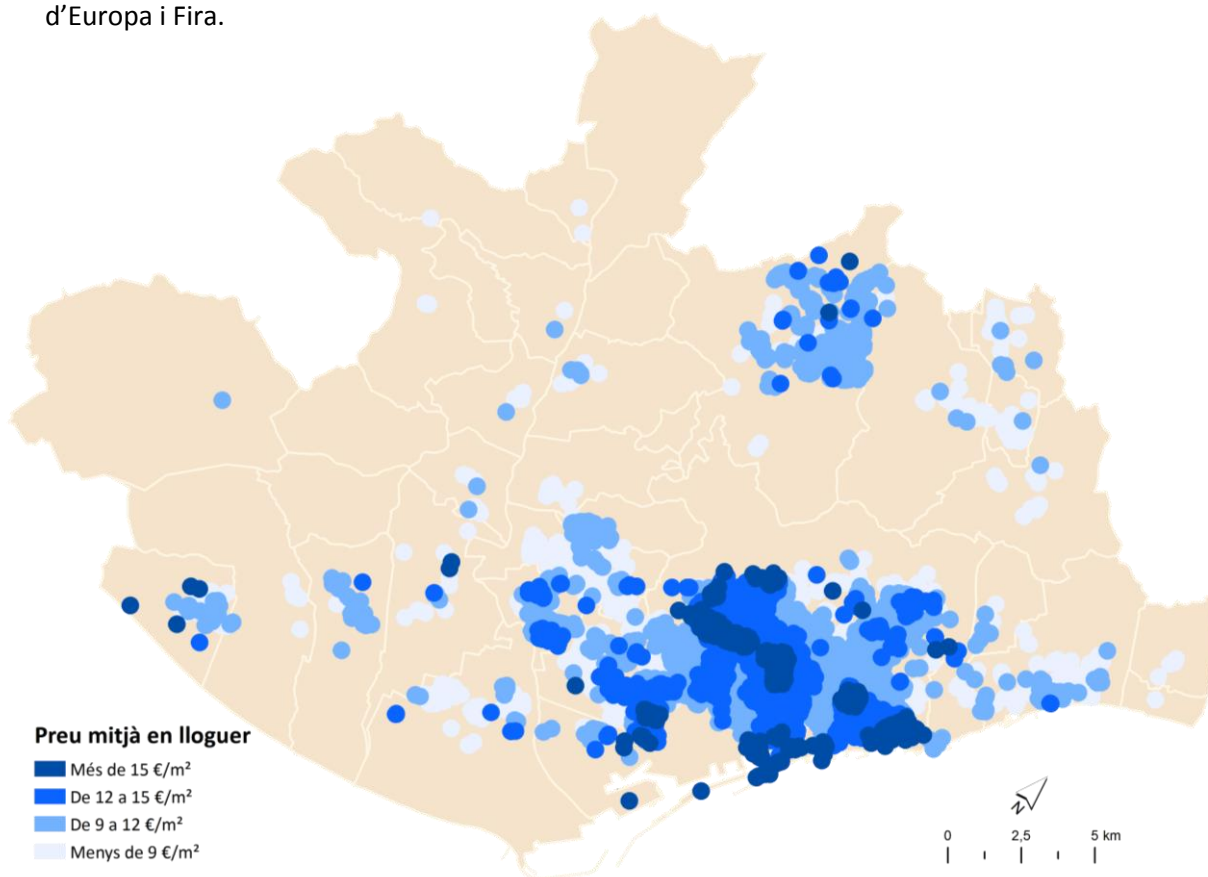 d’Europa i Fira.
Preu mitjà en lloguer
Més de 15 €/m²
De 12 a 15 €/m²
De 9 a 12 €/m²
Menys de 9 €/m²
N
0 2,5 5 km